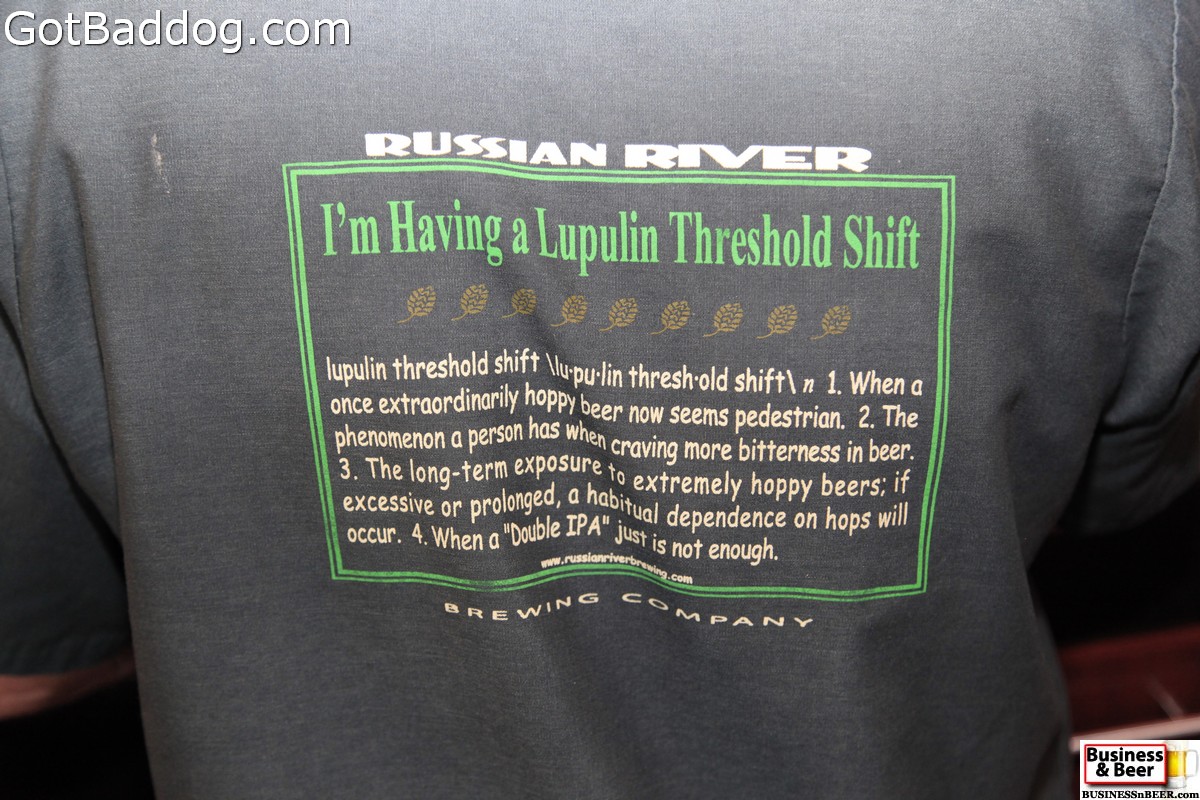 GotBaddog.com
RUSSIAN RIVER
I'm Having a Lupulin Threshold Shift
lupulin threshold shift \lu·pu·lin thresh·old shift\ n 1. When a
once extraordinarily hoppy beer now seems pedestrian. 2. The
phenomenon a person has when craving more bitterness in beer.
3. The long-term exposure to extremely hoppy beers; if
excessive or prolonged, a habitual dependence on hops will
occur. 4. When a "Double IPA" just is not enough.
www.russianriverbrewing.com
BREWING COMPANY
Business
& Beer
BUSINESSnBEER.com